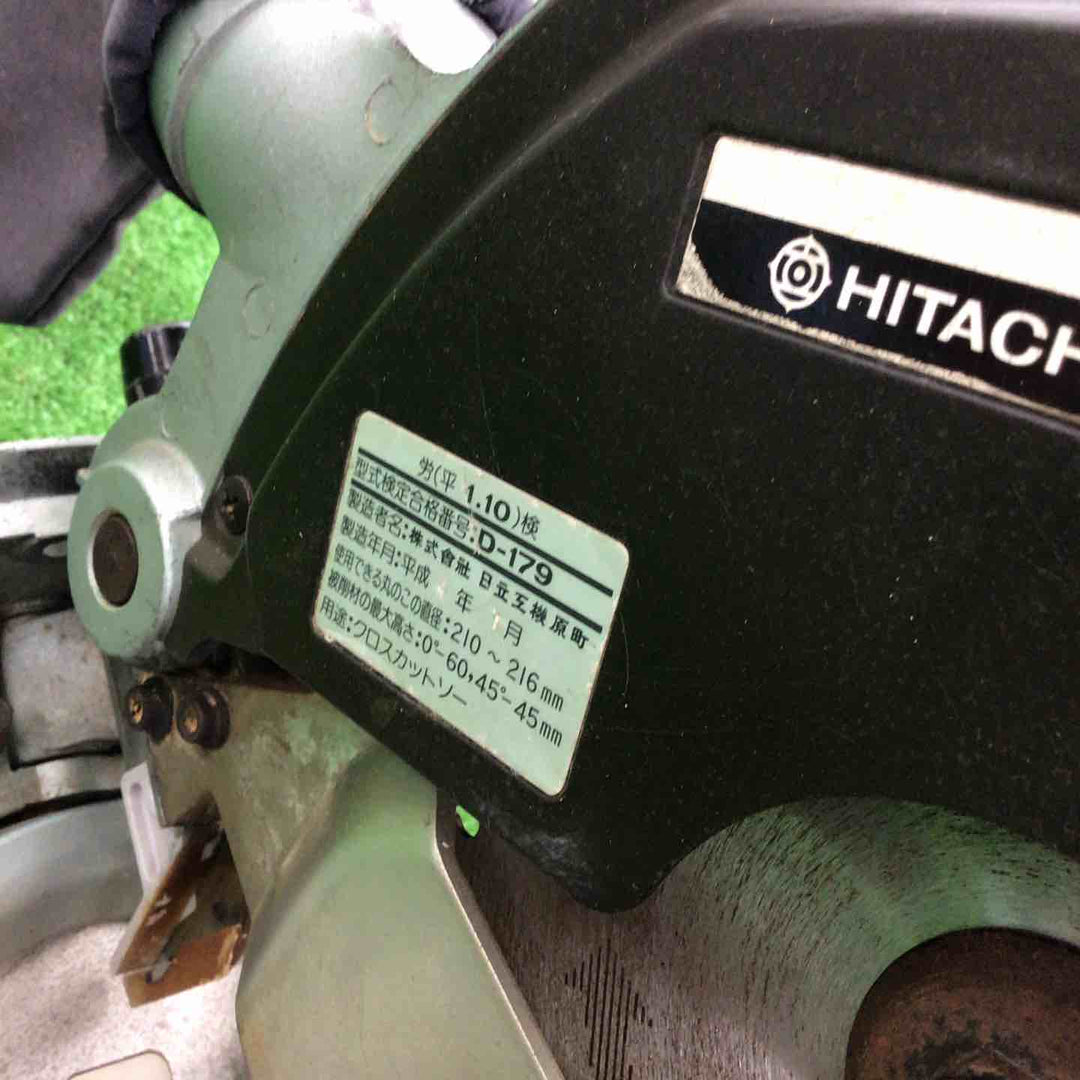 HITACH
労(平 1.10)検
型式検定合格番号:D-179
製造者名:株式會社 日立工機原町
製造年月:平成 年 月
使用できる丸のこの直径:210 ~ 216mm
被削材の最大高さ:0°-60,45°-45mm
用途:クロスカットソー